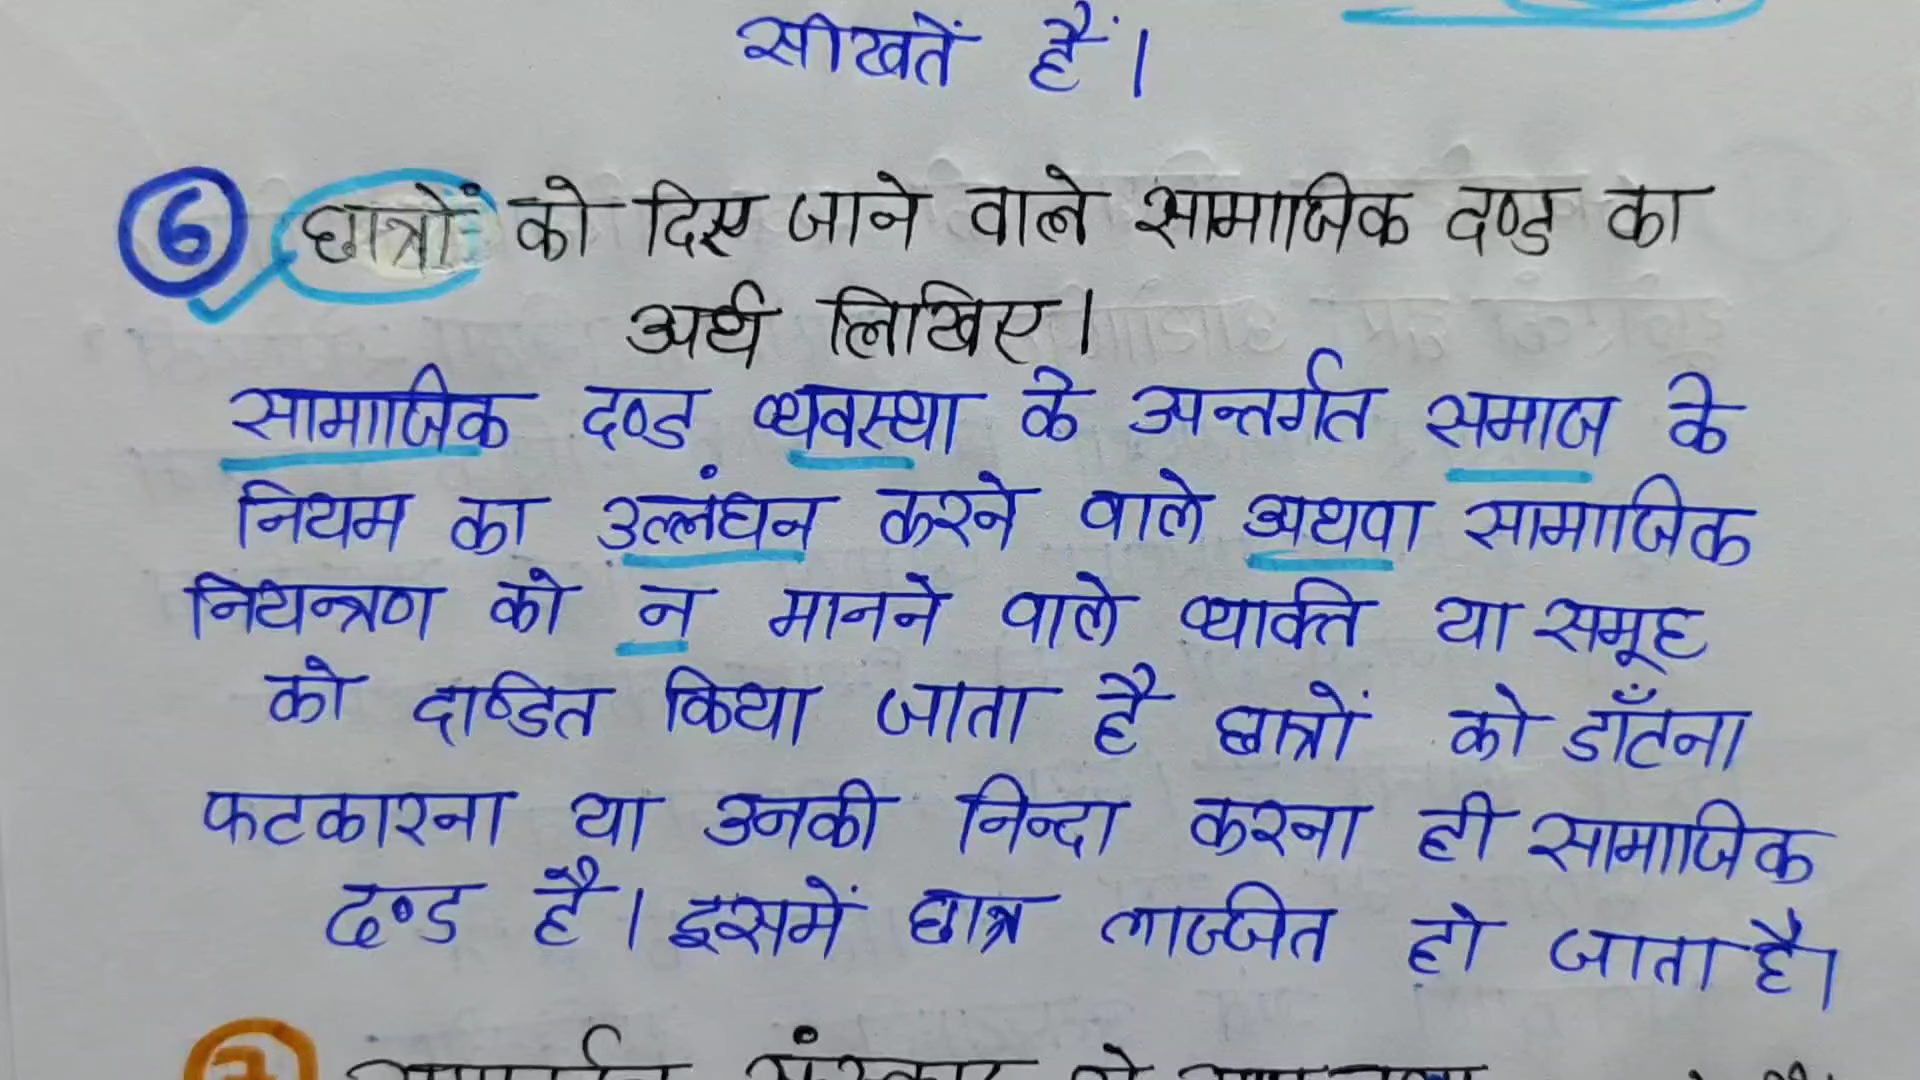 सीखतें हैं।
6 छात्रों को दिए जाने वाले सामाजिक दण्ड का
अर्थ लिखिए।
सामाजिक दण्ड व्यवस्था के अन्तर्गत समाज के
नियम का उल्लंघन करने वाले अथवा सामाजिक
नियन्त्रण को न मानने वाले व्यक्ति या समूह
को दण्डित किया जाता है छात्रों को डाँटना
फटकारना या उनकी निन्दा करना ही सामाजिक
दण्ड है। इसमें छात्र लज्जित हो जाता है।
7